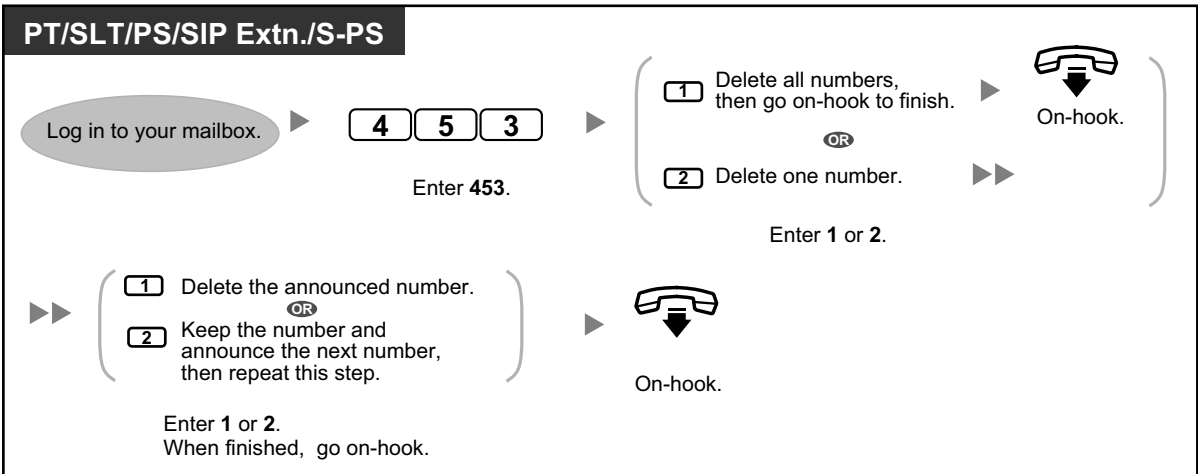 PT/SLT/PS/SIP Extn./S-PS
Log in to your mailbox.
4 5 3
Enter 453.
1 Delete all numbers,
then go on-hook to finish.
OR
2 Delete one number.
Enter 1 or 2.
On-hook.
1 Delete the announced number.
OR
2 Keep the number and
announce the next number,
then repeat this step.
Enter 1 or 2.
When finished, go on-hook.
On-hook.